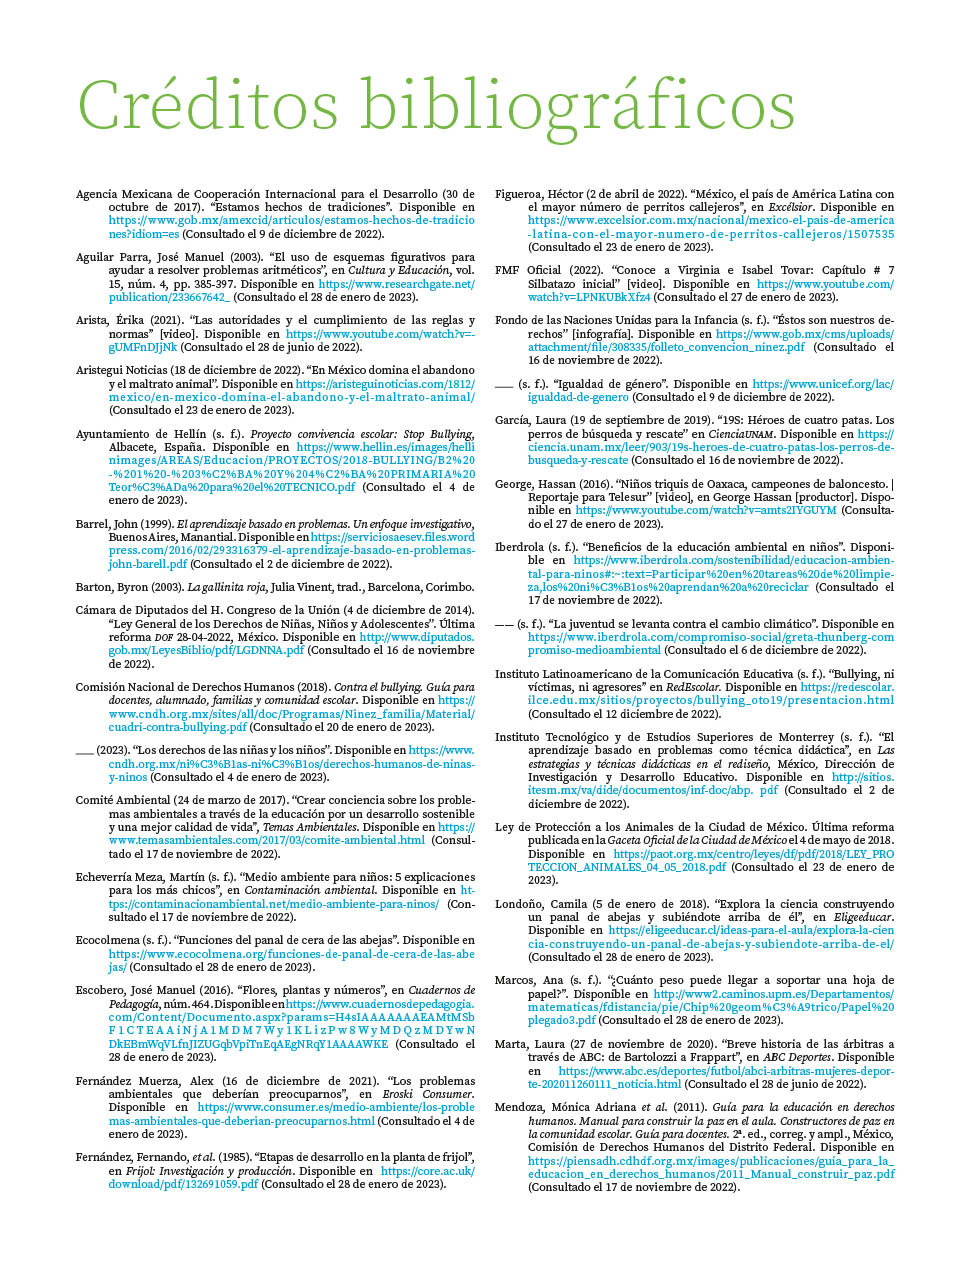 Créditos bibliográficos
Agencia Mexicana de Cooperación Internacional para el Desarrollo (30 de
octubre de 2017). “Estamos hechos de tradiciones”. Disponible en
https://www.gob.mx/amexcid/articulos/estamos-hechos-de-tradicio
nes?idiom=es (Consultado el 9 de diciembre de 2022).
Aguilar Parra, José Manuel (2003). “El uso de esquemas figurativos para
ayudar a resolver problemas aritméticos”, en Cultura y Educación, vol.
15, núm. 4, pp. 385-397. Disponible en https://www.researchgate.net/
publication/233667642_ (Consultado el 28 de enero de 2023).
Arista, Érika (2021). “Las autoridades y el cumplimiento de las reglas y
normas” [video]. Disponible en https://www.youtube.com/watch?v=-
gUMFnDJjNk (Consultado el 28 de junio de 2022).
Aristegui Noticias (18 de diciembre de 2022). “En México domina el abandono
y el maltrato animal”. Disponible en https://aristeguinoticias.com/1812/
mexico/en-mexico-domina-el-abandono-y-el-maltrato-animal/
(Consultado el 23 de enero de 2023).
Ayuntamiento de Hellín (s. f.). Proyecto convivencia escolar: Stop Bullying,
Albacete, España. Disponible en https://www.hellin.es/images/helli
nimages/AREAS/Educacion/PROYECTOS/2018-BULLYING/B2%20
-%201%20-%203%C2%BA%20Y%204%C2%BA%20PRIMARIA%20
Teor%C3%ADa%20para%20el%20TECNICO.pdf (Consultado el 4 de
enero de 2023).
Barrel, John (1999). El aprendizaje basado en problemas. Un enfoque investigativo,
Buenos Aires, Manantial. Disponible en https://serviciosaesev.files.word
press.com/2016/02/293316379-el-aprendizaje-basado-en-problemas-
john-barell.pdf (Consultado el 2 de diciembre de 2022).
Barton, Byron (2003). La gallinita roja, Julia Vinent, trad., Barcelona, Corimbo.
Cámara de Diputados del H. Congreso de la Unión (4 de diciembre de 2014).
“Ley General de los Derechos de Niñas, Niños y Adolescentes”. Última
reforma DOF 28-04-2022, México. Disponible en http://www.diputados.
gob.mx/LeyesBiblio/pdf/LGDNNA.pdf (Consultado el 16 de noviembre
de 2022).
Comisión Nacional de Derechos Humanos (2018). Contra el bullying. Guía para
docentes, alumnado, familias y comunidad escolar. Disponible en https://
www.cndh.org.mx/sites/all/doc/Programas/Ninez_familia/Material/
cuadri-contra-bullying.pdf (Consultado el 20 de enero de 2023).
___ (2023). “Los derechos de las niñas y los niños”. Disponible en https://www.
cndh.org.mx/ni%C3%B1as-ni%C3%B1os/derechos-humanos-de-ninas-
y-ninos (Consultado el 4 de enero de 2023).
Comité Ambiental (24 de marzo de 2017). “Crear conciencia sobre los proble-
mas ambientales a través de la educación por un desarrollo sostenible
y una mejor calidad de vida”, Temas Ambientales. Disponible en https://
www.temasambientales.com/2017/03/comite-ambiental.html (Consul-
tado el 17 de noviembre de 2022).
Echeverría Meza, Martín (s. f.). “Medio ambiente para niños: 5 explicaciones
para los más chicos”, en Contaminación ambiental. Disponible en ht-
tps://contaminacionambiental.net/medio-ambiente-para-ninos/ (Con-
sultado el 17 de noviembre de 2022).
Ecocolmena (s. f.). “Funciones del panal de cera de las abejas”. Disponible en
https://www.ecocolmena.org/funciones-de-panal-de-cera-de-las-abe
jas/ (Consultado el 28 de enero de 2023).
Escobero, José Manuel (2016). “Flores, plantas y números”, en Cuadernos de
Pedagogía, núm. 464. Disponible en https://www.cuadernosdepedagogia.
com/Content/Documento.aspx?params=H4sIAAAAAAAEAMtMSb
F1CTEAAiNjA1MDM7Wy1KLizPw8WyMDQzMDYwN
DkEBmWqVLfnJIZUGqbVpiTnEqAEgNRqY1AAAAWKE (Consultado el
28 de enero de 2023).
Fernández Muerza, Alex (16 de diciembre de 2021). “Los problemas
ambientales que deberían preocuparnos”, en Eroski Consumer.
Disponible en https://www.consumer.es/medio-ambiente/los-proble
mas-ambientales-que-deberian-preocuparnos.html (Consultado el 4 de
enero de 2023).
Fernández, Fernando, et al. (1985). “Etapas de desarrollo en la planta de frijol”,
en Frijol: Investigación y producción. Disponible en https://core.ac.uk/
download/pdf/132691059.pdf (Consultado el 28 de enero de 2023).
Figueroa, Héctor (2 de abril de 2022). “México, el país de América Latina con
el mayor número de perritos callejeros”, en Excélsior. Disponible en
https://www.excelsior.com.mx/nacional/mexico-el-pais-de-america
-latina-con-el-mayor-numero-de-perritos-callejeros/1507535
(Consultado el 23 de enero de 2023).
FMF Oficial (2022). “Conoce a Virginia e Isabel Tovar: Capítulo # 7
Silbatazo inicial” [video]. Disponible en https://www.youtube.com/
watch?v=LPNKUBkXfz4 (Consultado el 27 de enero de 2023).
Fondo de las Naciones Unidas para la Infancia (s. f.). “Éstos son nuestros de-
rechos” [infografía]. Disponible en https://www.gob.mx/cms/uploads/
attachment/file/308335/folleto_convencion_ninez.pdf (Consultado el
16 de noviembre de 2022).
___ (s. f.). “Igualdad de género”. Disponible en https://www.unicef.org/lac/
igualdad-de-genero (Consultado el 9 de diciembre de 2022).
García, Laura (19 de septiembre de 2019). “19S: Héroes de cuatro patas. Los
perros de búsqueda y rescate” en CienciaUNAM. Disponible en https://
ciencia.unam.mx/leer/903/19s-heroes-de-cuatro-patas-los-perros-de-
busqueda-y-rescate (Consultado el 16 de noviembre de 2022).
George, Hassan (2016). “Niños triquis de Oaxaca, campeones de baloncesto. |
Reportaje para Telesur” [video], en George Hassan [productor]. Dispo-
nible en https://www.youtube.com/watch?v=amts2IYGUYM (Consulta-
do el 27 de enero de 2023).
Iberdrola (s. f.). “Beneficios de la educación ambiental en niños”. Disponi-
ble en https://www.iberdrola.com/sostenibilidad/educacion-ambien-
tal-para-ninos#:~:text=Participar%20en%20tareas%20de%20limpie-
za,los%20ni%C3%B1os%20aprendan%20a%20reciclar (Consultado el
17 de noviembre de 2022).
—— (s. f.). “La juventud se levanta contra el cambio climático”. Disponible en
https://www.iberdrola.com/compromiso-social/greta-thunberg-com
promiso-medioambiental (Consultado el 6 de diciembre de 2022).
Instituto Latinoamericano de la Comunicación Educativa (s. f.). “Bullying, ni
víctimas, ni agresores” en RedEscolar. Disponible en https://redescolar.
ilce.edu.mx/sitios/proyectos/bullying_oto19/presentacion.html
(Consultado el 12 diciembre de 2022).
Instituto Tecnológico y de Estudios Superiores de Monterrey (s. f.). “El
aprendizaje basado en problemas como técnica didáctica”, en Las
estrategias y técnicas didácticas en el rediseño, México, Dirección de
Investigación y Desarrollo Educativo. Disponible en http://sitios.
itesm.mx/va/dide/documentos/inf-doc/abp. pdf (Consultado el 2 de
diciembre de 2022).
Ley de Protección a los Animales de la Ciudad de México. Última reforma
publicada en la Gaceta Oficial de la Ciudad de México el 4 de mayo de 2018.
Disponible en https://paot.org.mx/centro/leyes/df/pdf/2018/LEY_PRO
TECCION_ANIMALES_04_05_2018.pdf (Consultado el 23 de enero de
2023).
Londoño, Camila (5 de enero de 2018). “Explora la ciencia construyendo
un panal de abejas y subiéndote arriba de él”, en Eligeeducar.
Disponible en https://eligeeducar.cl/ideas-para-el-aula/explora-la-cien
cia-construyendo-un-panal-de-abejas-y-subiendote-arriba-de-el/
(Consultado el 28 de enero de 2023).
Marcos, Ana (s. f.). “¿Cuánto peso puede llegar a soportar una hoja de
papel?”. Disponible en http://www2.caminos.upm.es/Departamentos/
matematicas/fdistancia/pie/Chip%20geom%C3%A9trico/Papel%20
plegado3.pdf (Consultado el 28 de enero de 2023).
Marta, Laura (27 de noviembre de 2020). “Breve historia de las árbitras a
través de ABC: de Bartolozzi a Frappart”, en ABC Deportes. Disponible
en https://www.abc.es/deportes/futbol/abci-arbitras-mujeres-depor-
te-202011260111_noticia.html (Consultado el 28 de junio de 2022).
Mendoza, Mónica Adriana et al. (2011). Guía para la educación en derechos
humanos. Manual para construir la paz en el aula. Constructores de paz en
la comunidad escolar. Guía para docentes. 2ª. ed., correg. y ampl., México,
Comisión de Derechos Humanos del Distrito Federal. Disponible en
https://piensadh.cdhdf.org.mx/images/publicaciones/guia_para_la_
educacion_en_derechos_humanos/2011_Manual_construir_paz.pdf
(Consultado el 17 de noviembre de 2022).